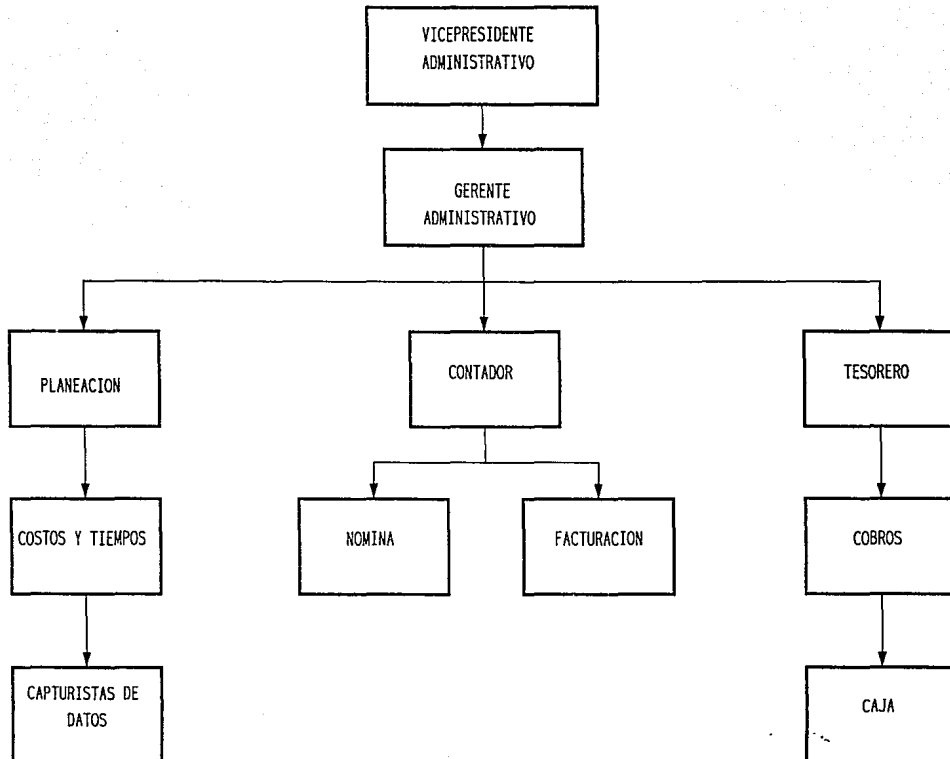 VICEPRESIDENTE
ADMINISTRATIVO
GERENTE
ADMINISTRATIVO
PLANEACION
CONTADOR
TESORERO
COSTOS Y TIEMPOS
NOMINA
FACTURACION
COBROS
CAPTURISTAS DE
DATOS
CAJA